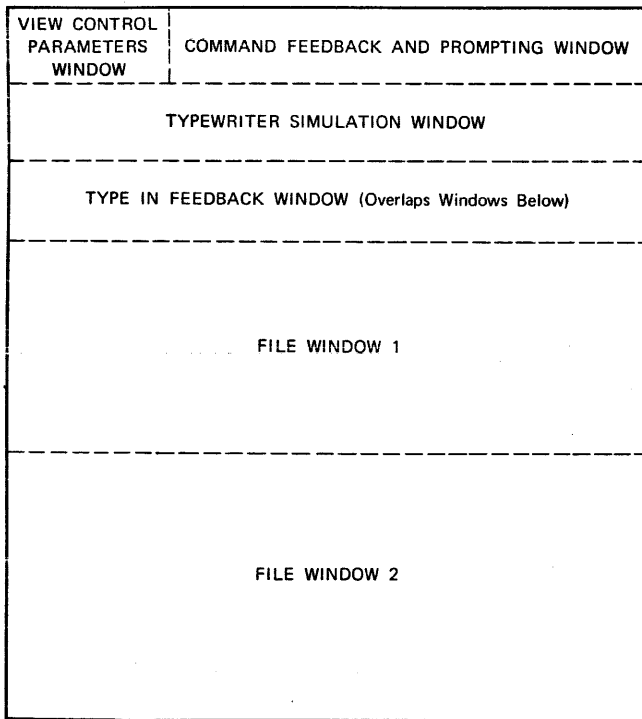 VIEW CONTROL
PARAMETERS
WINDOW
COMMAND FEEDBACK AND PROMPTING WINDOW
TYPEWRITER SIMULATION WINDOW
TYPE IN FEEDBACK WINDOW (Overlaps Windows Below)
FILE WINDOW 1
FILE WINDOW 2